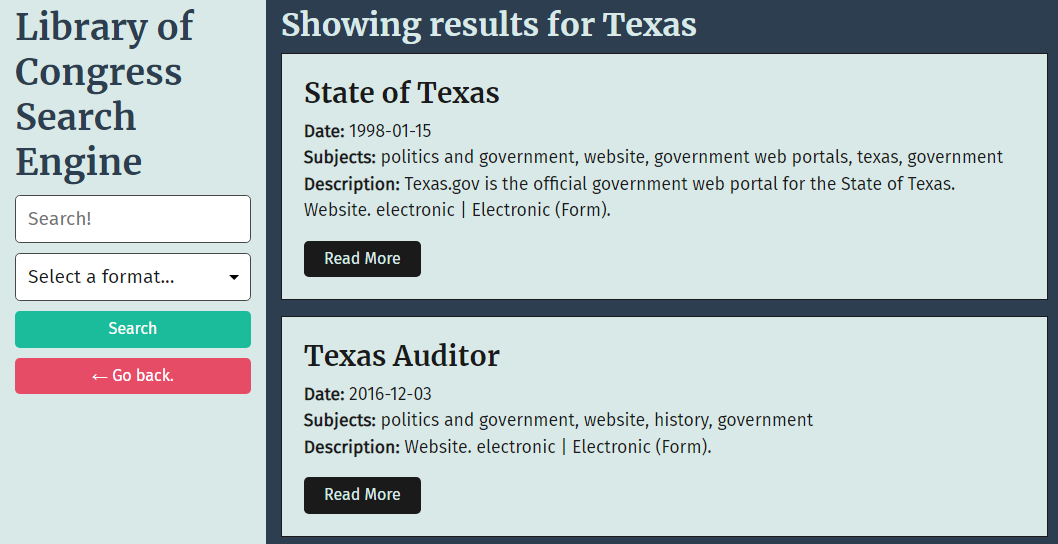 Library of
Congress
Search
Engine
Search!
Select a format...
Search
← Go back.
Showing results for Texas
State of Texas
Date: 1998-01-15
Subjects: politics and government, website, government web portals, texas, government
Description: Texas.gov is the official government web portal for the State of Texas.
Website. electronic | Electronic (Form).
Read More
Texas Auditor
Date: 2016-12-03
Subjects: politics and government, website, history, government
Description: Website. electronic | Electronic (Form).
Read More